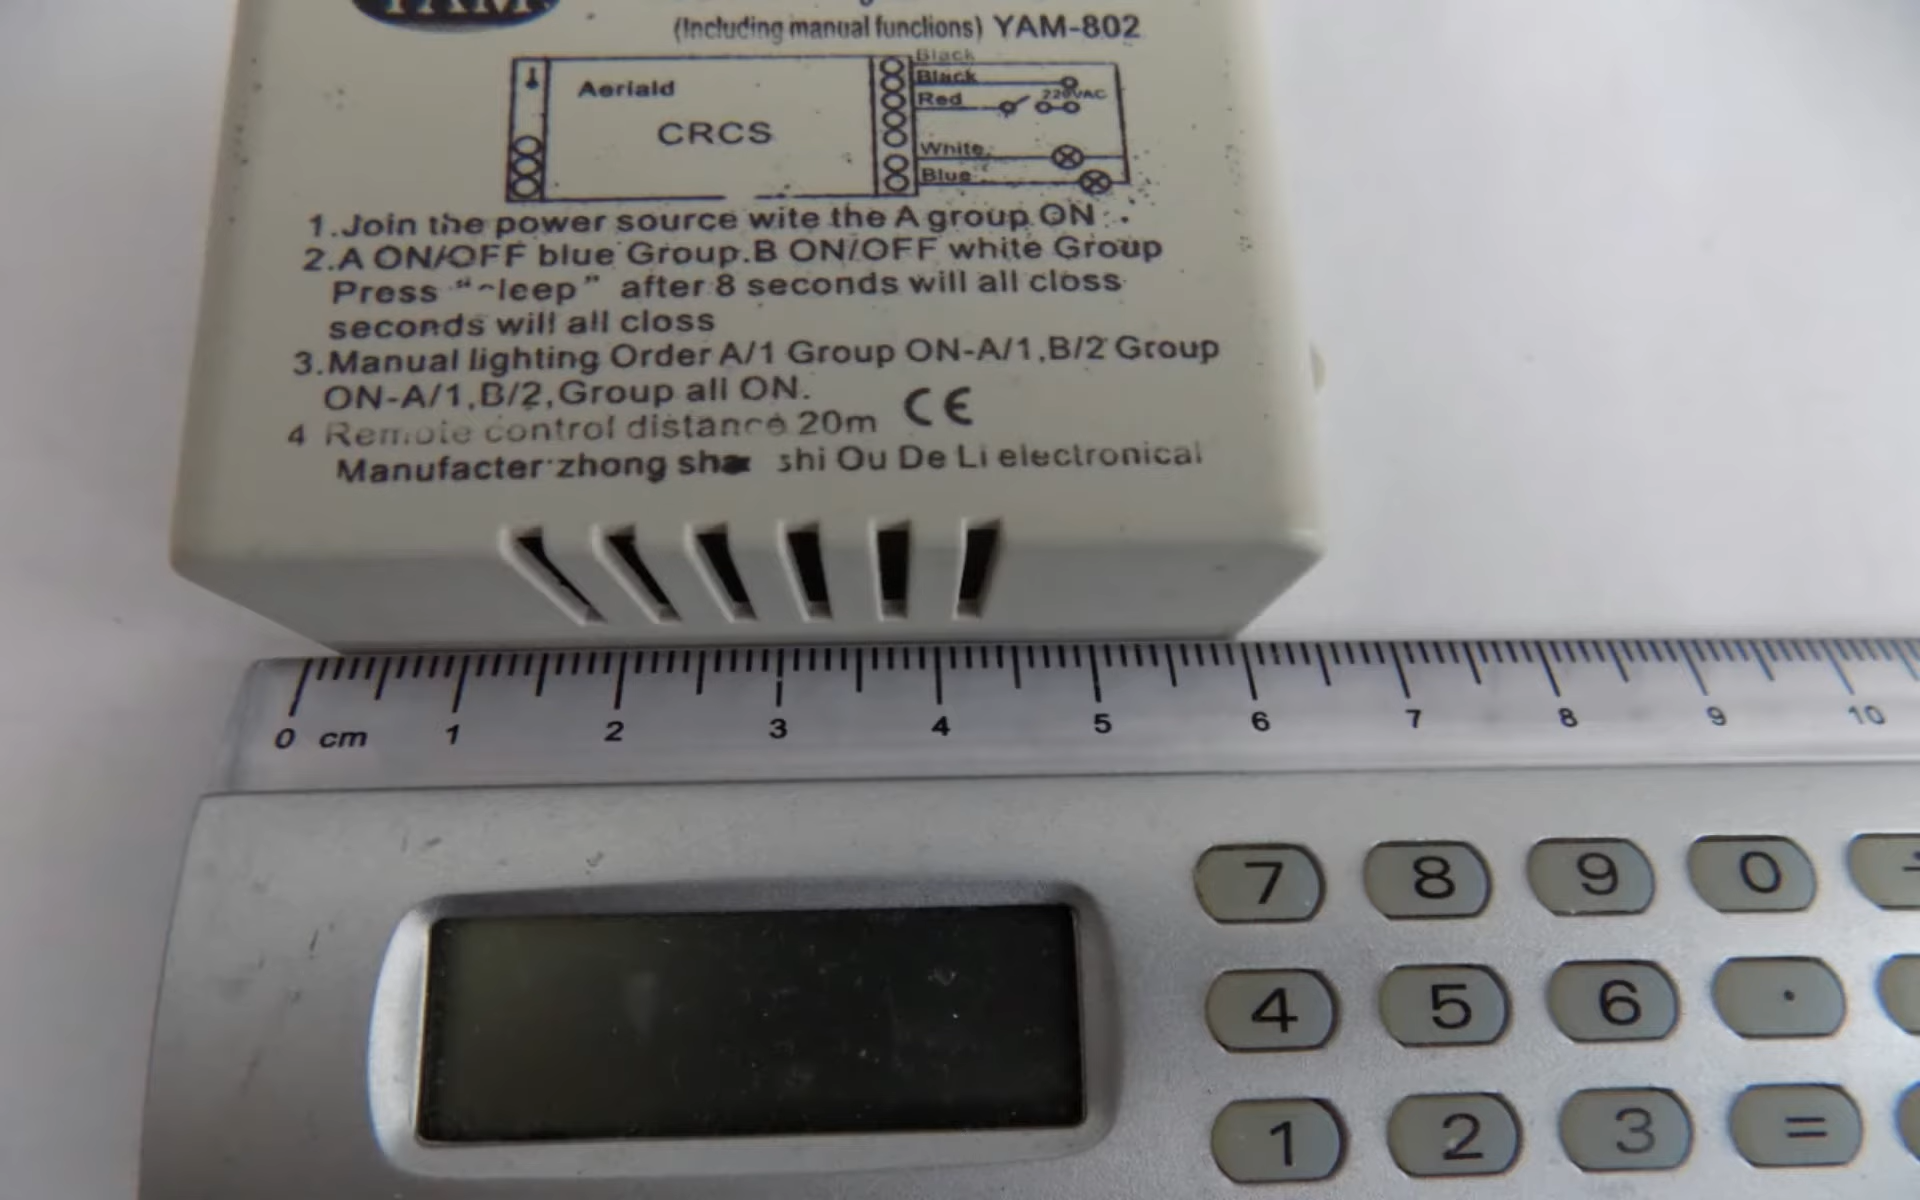 YAM
(Including manual functions) YAM-802
Black
Aeriald
Black
Red
220VAC
CRCS
White
Blue
1.Join the power source wite the A group ON
2.A ON/OFF blue Group.B ON/OFF white Group
Press "~leep" after 8 seconds will all closs
seconds will all closs
3.Manual lighting Order A/1 Group ON-A/1,B/2 Group
ON-A/1,B/2,Group all ON.
CE
4 Remote control distance 20m
Manufacter zhong shi Ou De Li electronical
0 cm 1 2 3 4 5 6 7 8 9 10
7 8 9 0
4 5 6 .
1 2 3 =